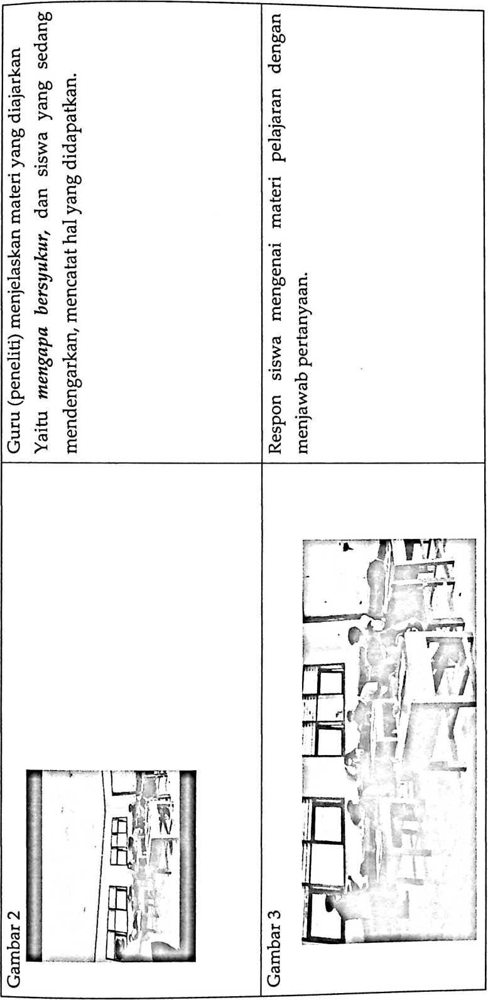 Gambar 2
Guru (peneliti) menjelaskan materi yang diajarkan
Yaitu mengapa bersyukur, dan siswa yang sedang
mendengarkan, mencatat hal yang didapatkan.
Gambar 3
Respon siswa mengenai materi pelajaran dengan
menjawab pertanyaan.